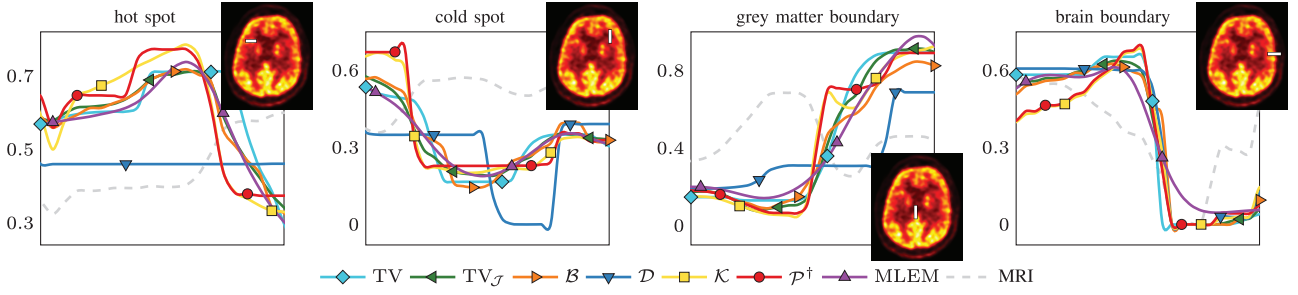 hot spot
cold spot
grey matter boundary
brain boundary
0.7
0.5
0.3
0.6
0.3
0
0.8
0.4
0
0.6
0.3
0
TV TV𝒥 ℬ 𝒟 𝒦 𝒫† MLEM MRI